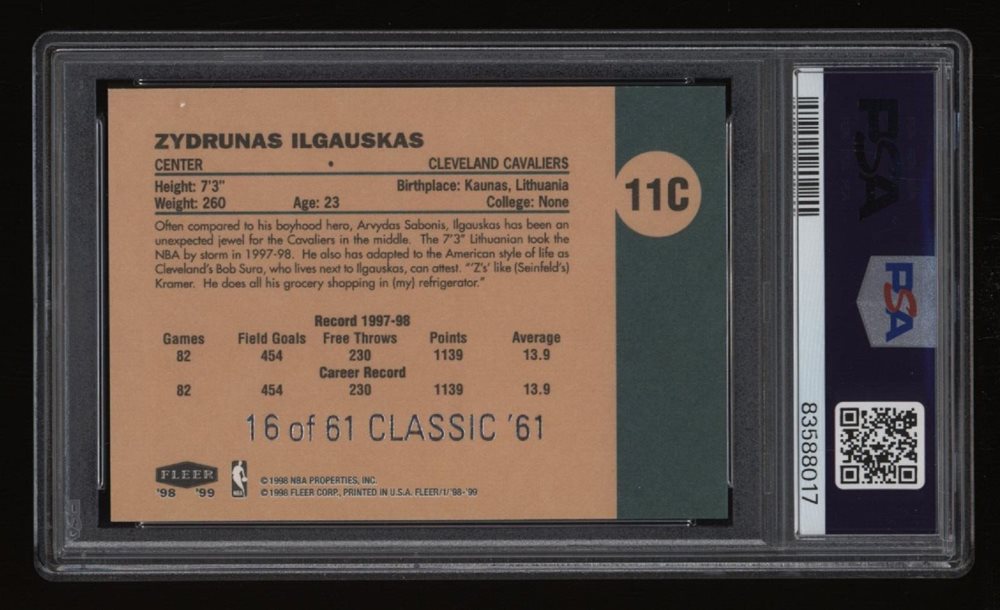 ZYDRUNAS ILGAUSKAS
CENTER • CLEVELAND CAVALIERS
Height: 7'3" Birthplace: Kaunas, Lithuania
Weight: 260 Age: 23 College: None
11C
Often compared to his boyhood hero, Arvydas Sabonis, Ilgauskas has been an
unexpected jewel for the Cavaliers in the middle. The 7'3" Lithuanian took the
NBA by storm in 1997-98. He also has adapted to the American style of life as
Cleveland's Bob Sura, who lives next to Ilgauskas, can attest. "'Z's' like (Seinfeld's)
Kramer. He does all his grocery shopping in (my) refrigerator."
Record 1997-98
Games Field Goals Free Throws Points Average
82 454 230 1139 13.9
Career Record
82 454 230 1139 13.9
16 of 61 CLASSIC '61
FLEER
'98 '99
© 1998 NBA PROPERTIES, INC.
© 1998 FLEER CORP., PRINTED IN U.S.A. FLEER/1/'98-'99
PSA
PSA
83588017